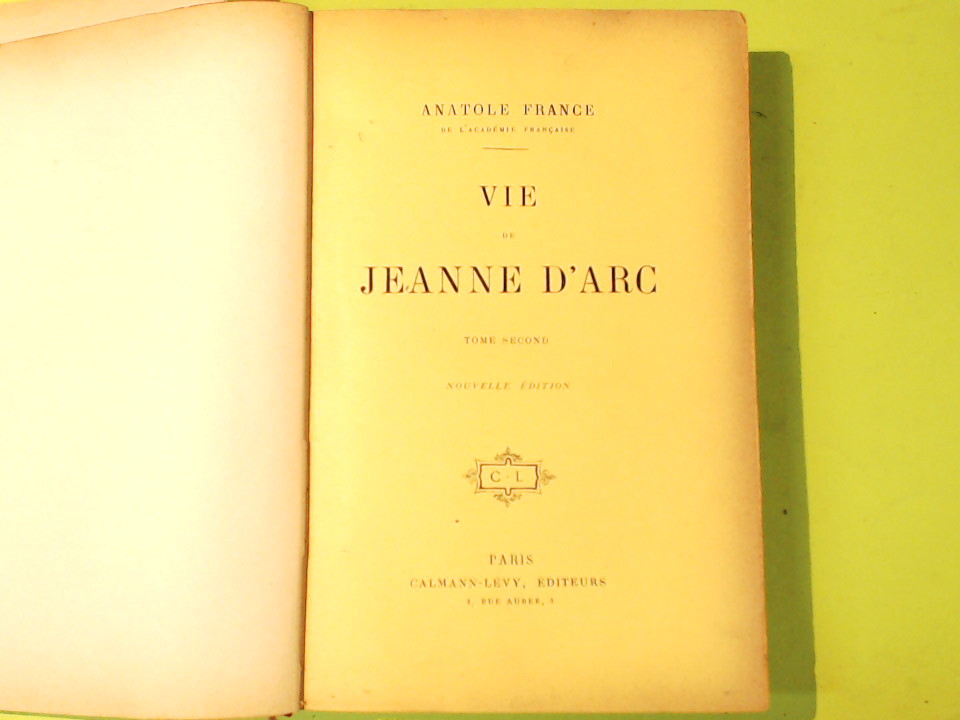 ANATOLE FRANCE
DE L'ACADÉMIE FRANÇAISE
VIE
DE
JEANNE D'ARC
TOME SECOND
NOUVELLE ÉDITION
C·L
PARIS
CALMANN-LÉVY, ÉDITEURS
3, RUE AUBER, 3